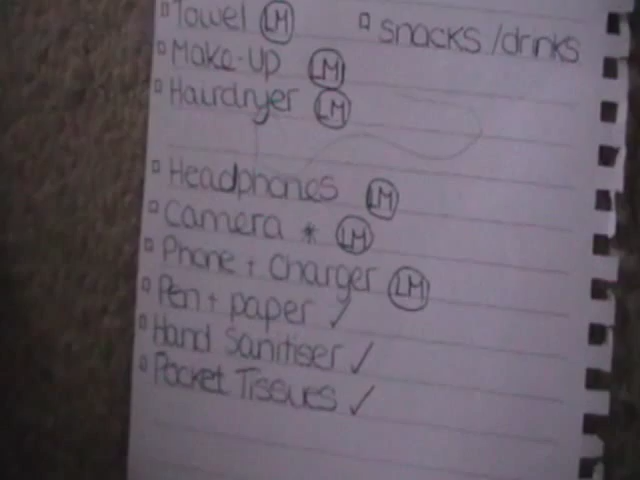 Towel LM
snacks/drinks
Make-up LM
Hairdryer LM
Headphones LM
Camera * LM
Phone + Charger LM
Pen + paper ✓
Hand Sanitiser ✓
Pocket Tissues ✓